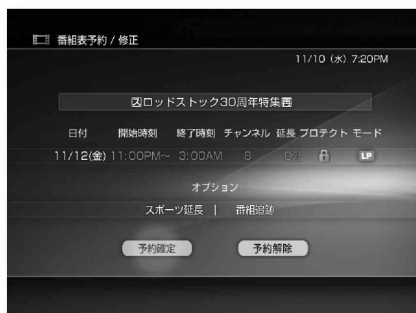 番組表予約 / 修正
11/10 (水) 7:20PM
🅂ロッドストック30周年特集🈞
日付 開始時刻 終了時刻 チャンネル 延長 プロテクト モード
11/12(金) 11:00PM~ 3:00AM 8 0分 LP
オプション
スポーツ延長 | 番組追跡
予約確定 予約解除